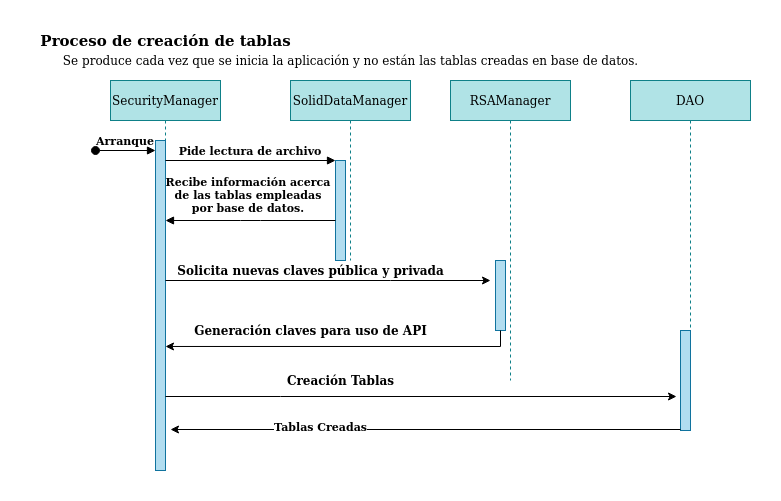 Proceso de creación de tablas
Se produce cada vez que se inicia la aplicación y no están las tablas creadas en base de datos.
SecurityManager
SolidDataManager
RSAManager
DAO
Arranque
Pide lectura de archivo
Recibe información acerca
de las tablas empleadas
por base de datos.
Solicita nuevas claves pública y privada
Generación claves para uso de API
Creación Tablas
Tablas Creadas